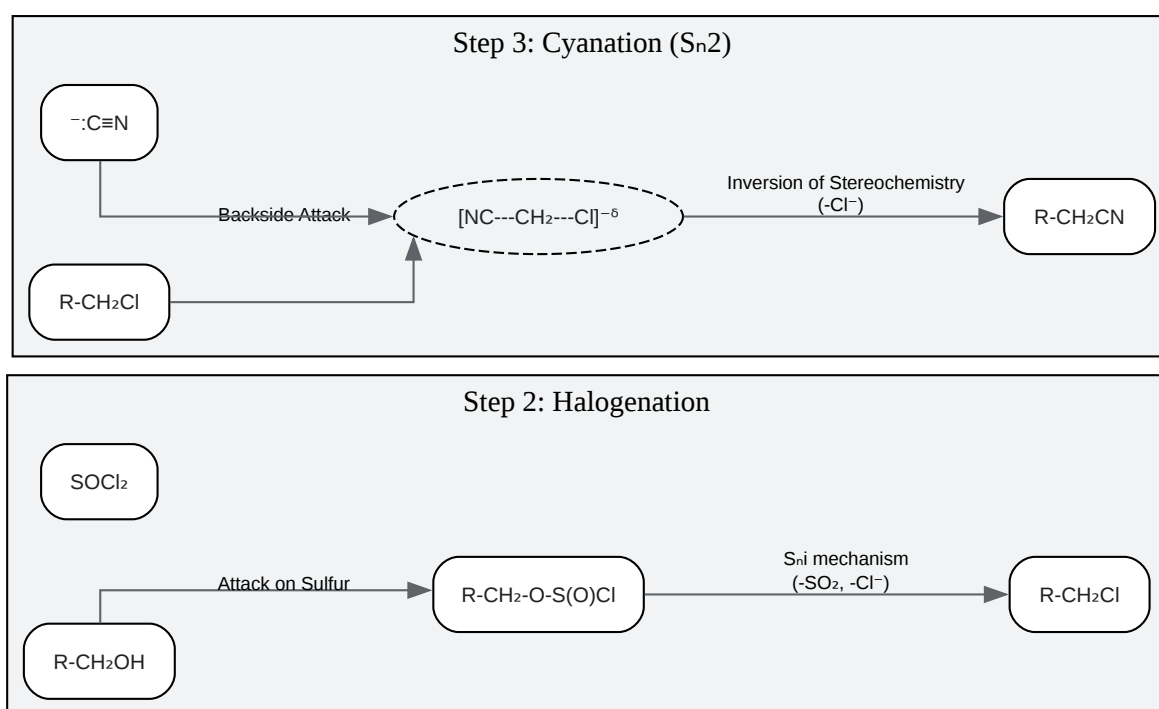 Step 3: Cyanation (Sₙ2)
⁻:C≡N
Inversion of Stereochemistry
(-Cl⁻)
Backside Attack
[NC---CH₂---Cl]⁻ᵟ
R-CH₂CN
R-CH₂Cl
Step 2: Halogenation
SOCl₂
Sₙi mechanism
(-SO₂, -Cl⁻)
Attack on Sulfur
R-CH₂-O-S(O)Cl
R-CH₂Cl
R-CH₂OH